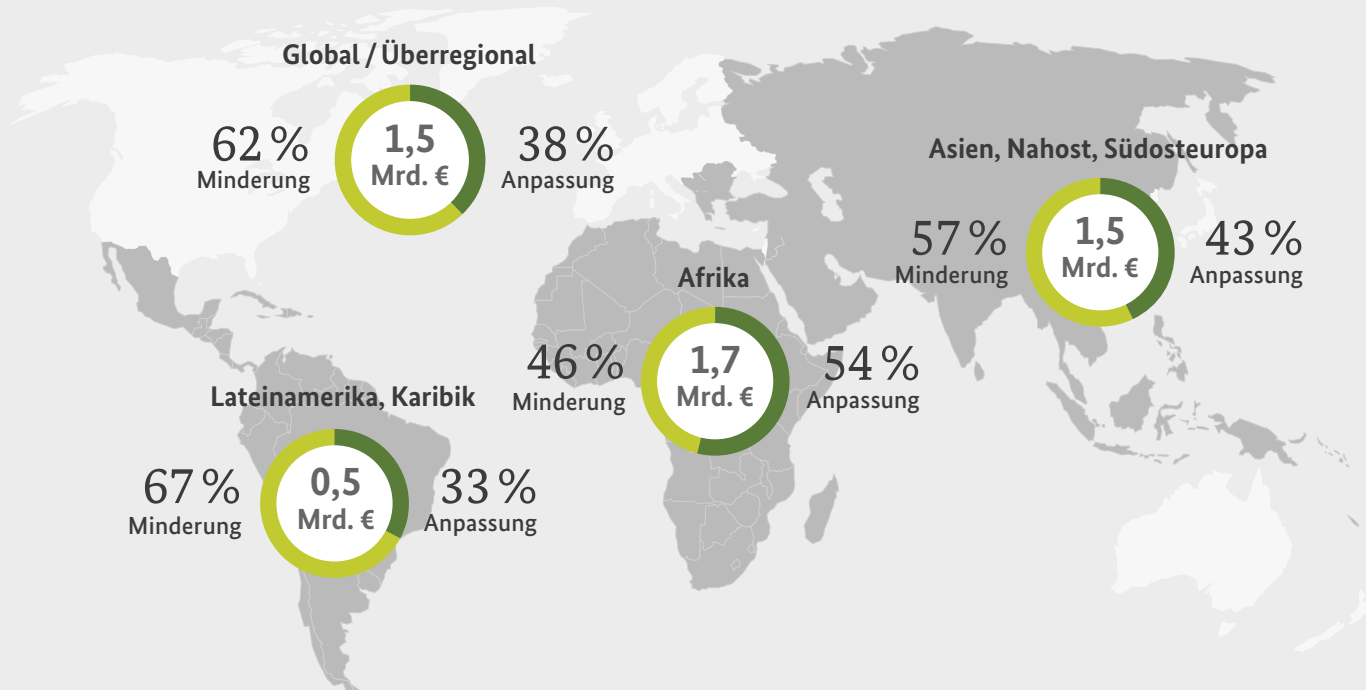 Global / Überregional
62 %
Minderung
1,5
Mrd. €
38 %
Anpassung
Asien, Nahost, Südosteuropa
57 %
Minderung
1,5
Mrd. €
43 %
Anpassung
Afrika
46 %
Minderung
1,7
Mrd. €
54 %
Anpassung
Lateinamerika, Karibik
67 %
Minderung
0,5
Mrd. €
33 %
Anpassung